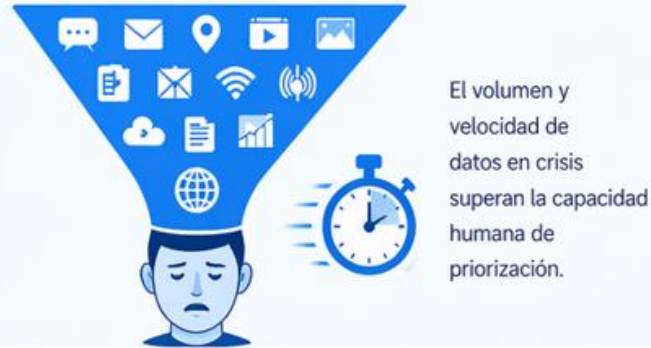 El volumen y
velocidad de
datos en crisis
superan la capacidad
humana de
priorización.